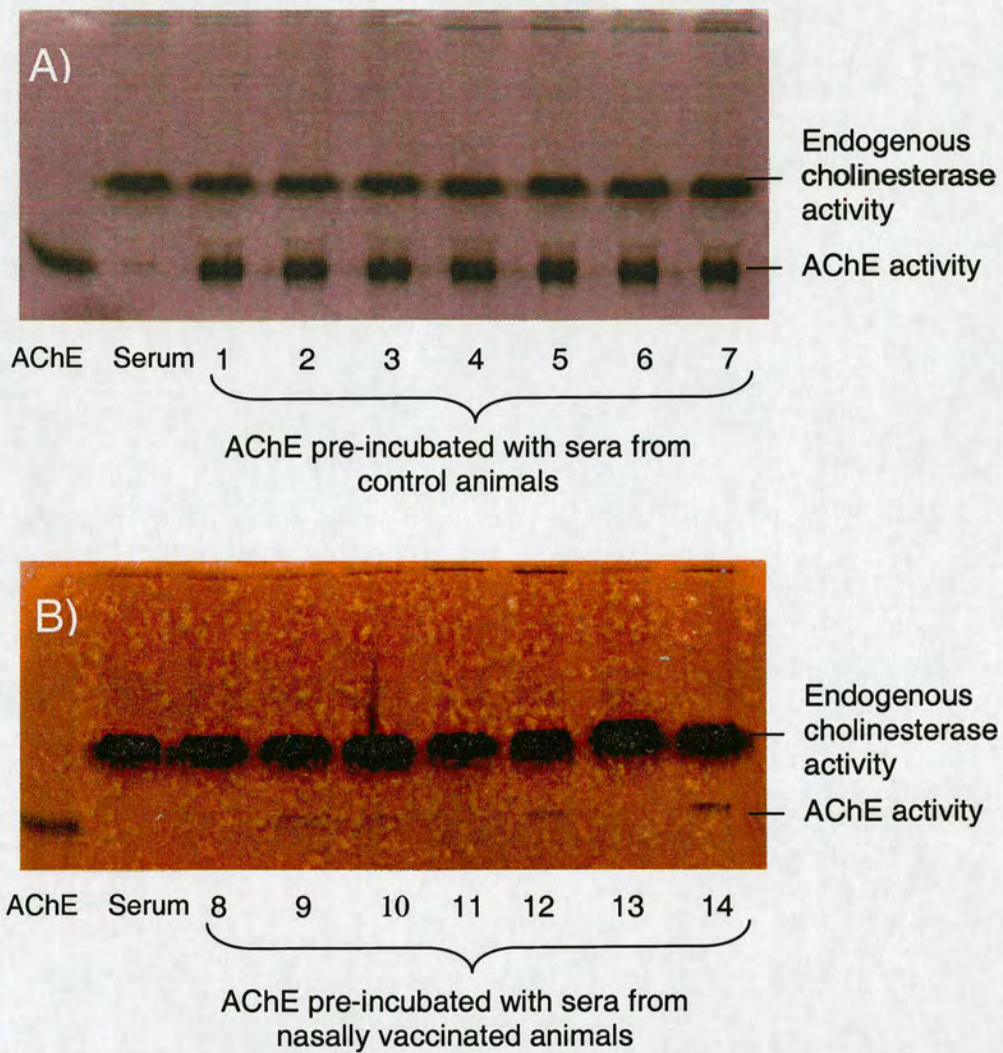 A)
Endogenous
cholinesterase
activity
AChE activity
AChE Serum 1 2 3 4 5 6 7
AChE pre-incubated with sera from
control animals
B)
Endogenous
cholinesterase
activity
AChE activity
AChE Serum 8 9 10 11 12 13 14
AChE pre-incubated with sera from
nasally vaccinated animals